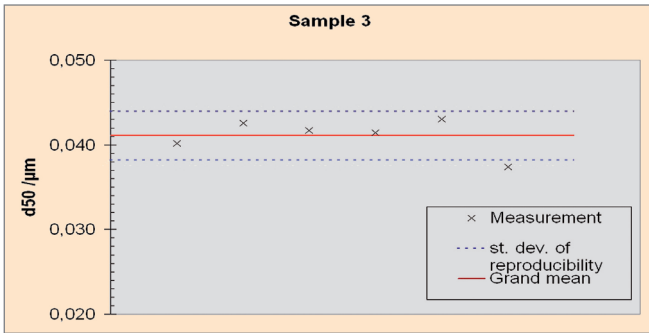 Sample 3
0,050
0,040
0,030
0,020
d50 /µm
Measurement
st. dev. of
reproducibility
Grand mean